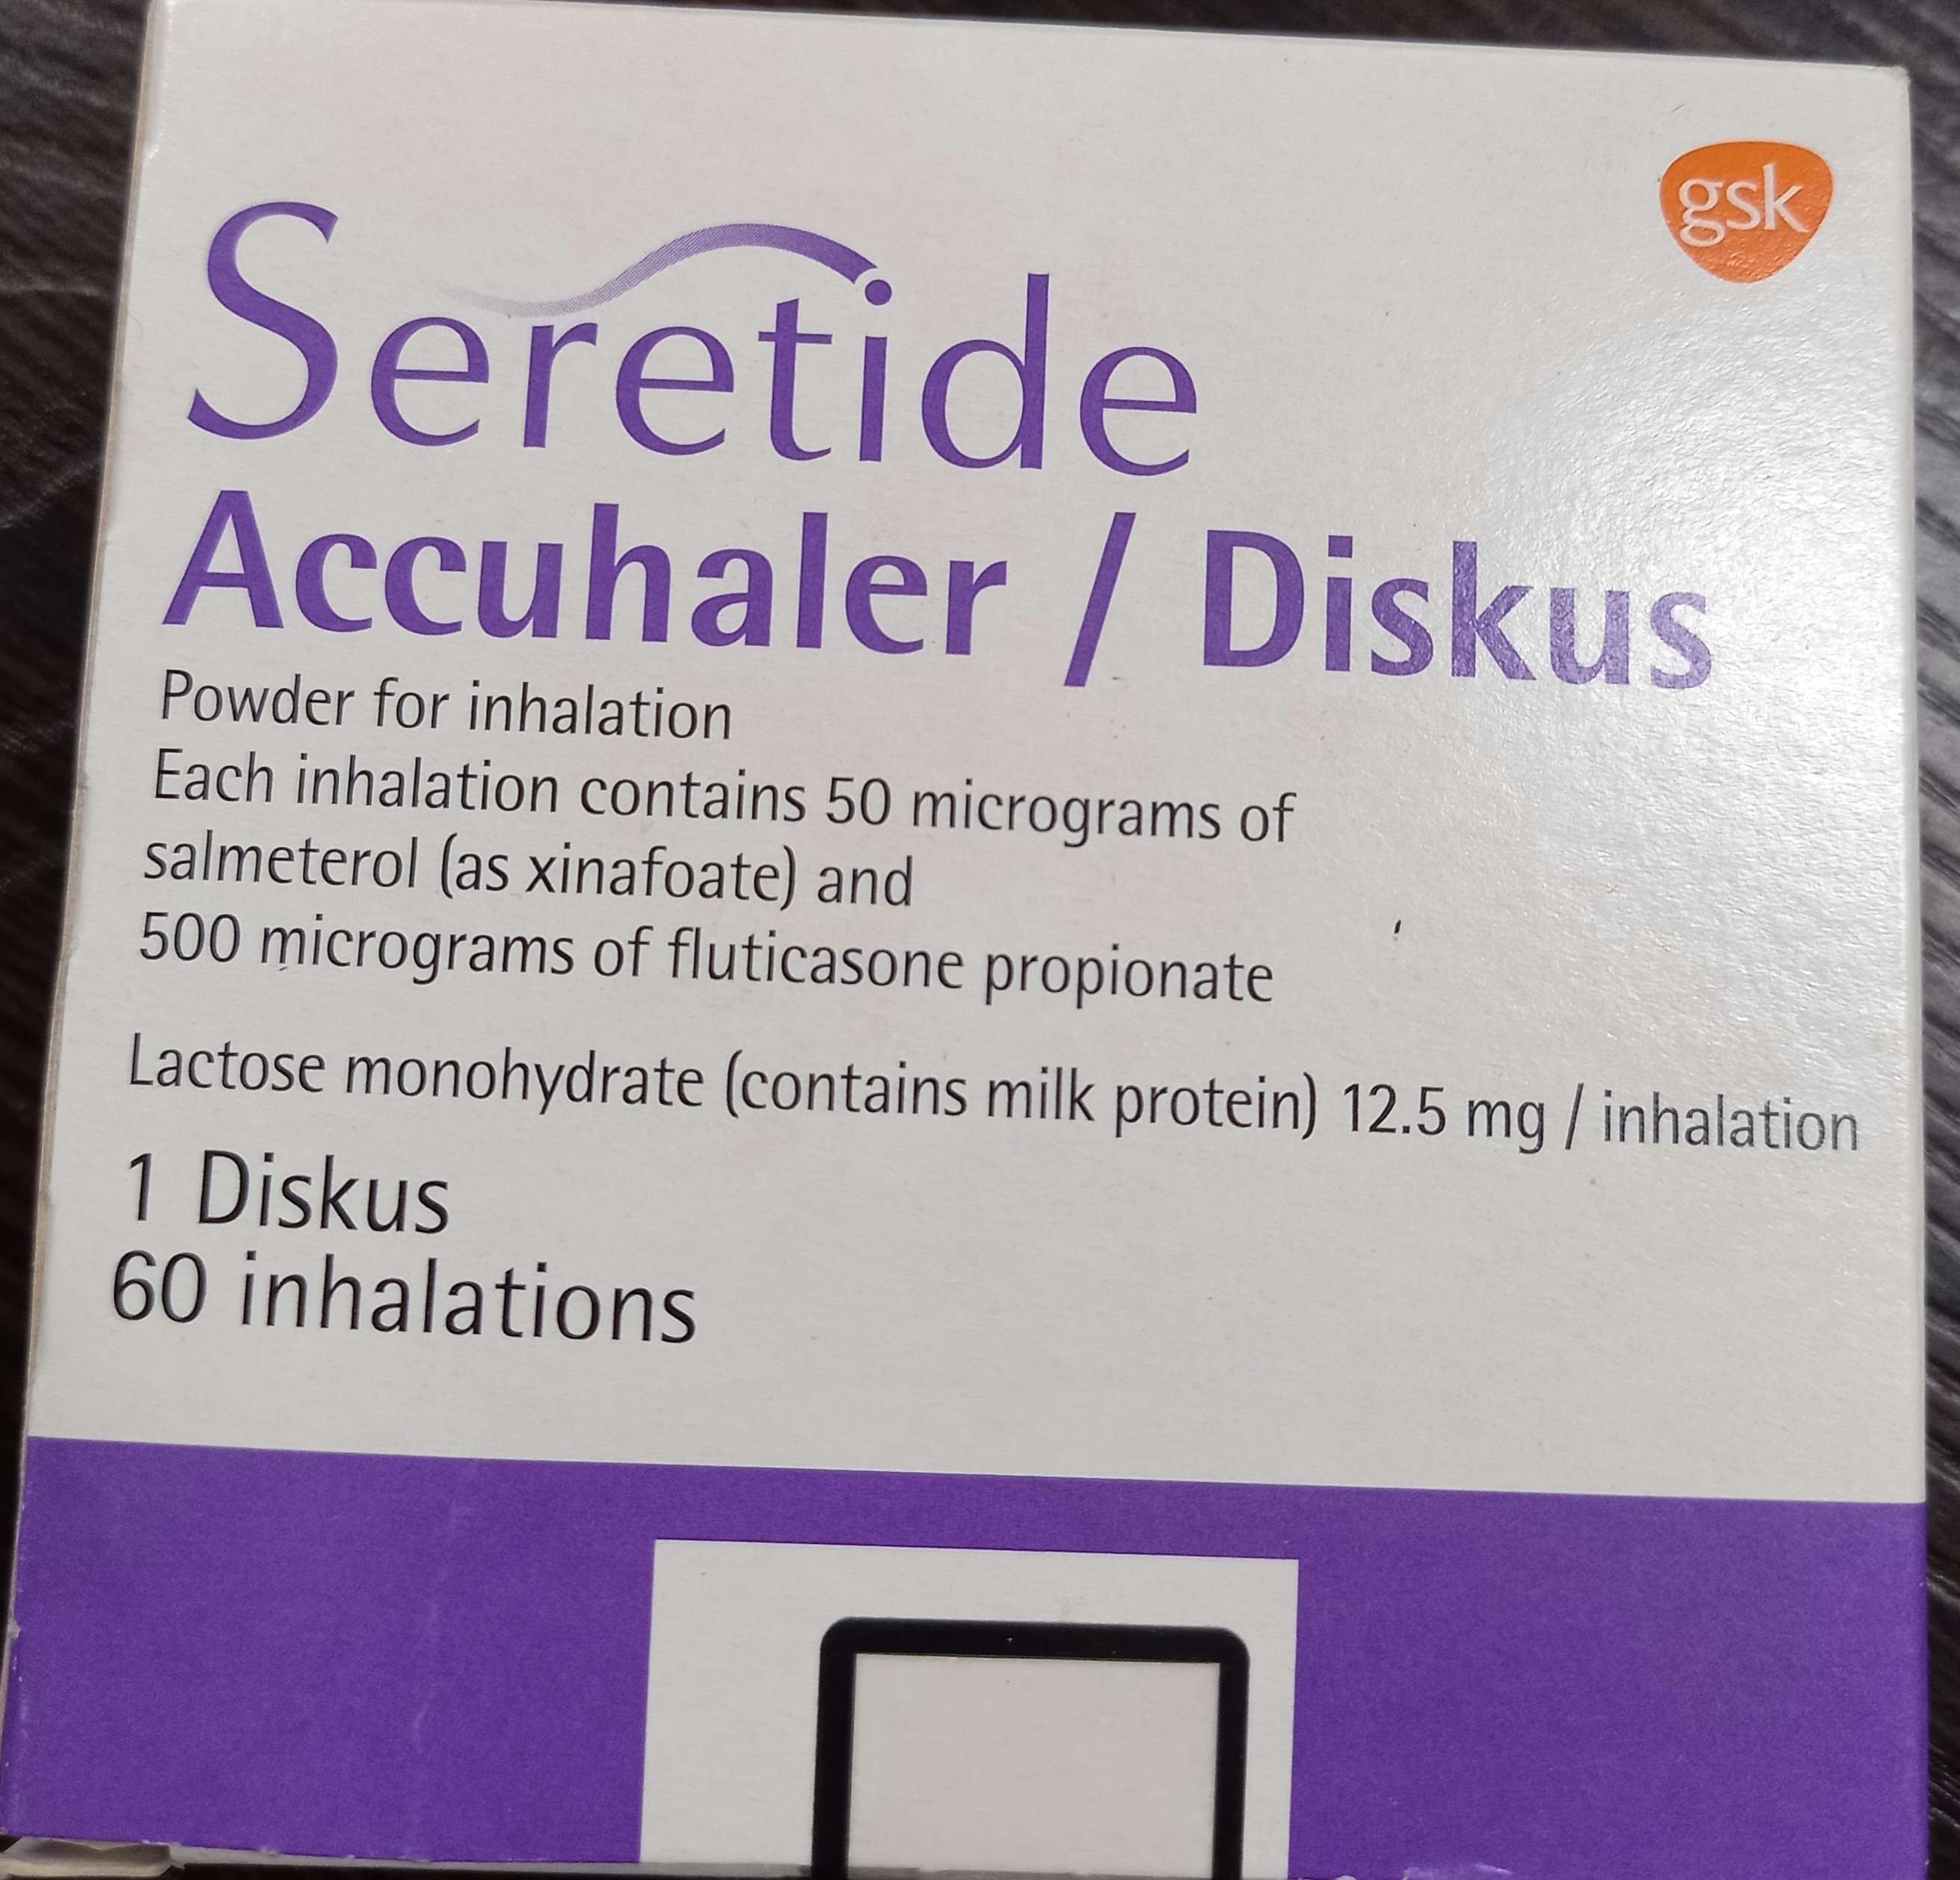 gsk
Seretide
Accuhaler / Diskus
Powder for inhalation
Each inhalation contains 50 micrograms of
salmeterol (as xinafoate) and
500 micrograms of fluticasone propionate
Lactose monohydrate (contains milk protein) 12.5 mg / inhalation
1 Diskus
60 inhalations